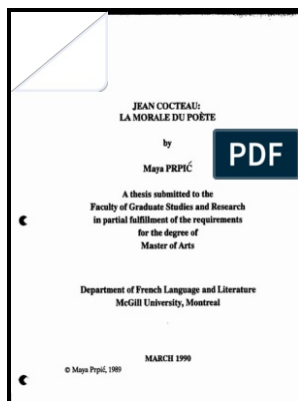 JEAN COCTEAU:
LA MORALE DU POÈTE
by
PDF
Maya PRPIĆ
A thesis submitted to the
Faculty of Graduate Studies and Research
in partial fulfillment of the requirements
for the degree of
Master of Arts
Department of French Language and Literature
McGill University, Montreal
MARCH 1990
© Maya Prpić, 1989